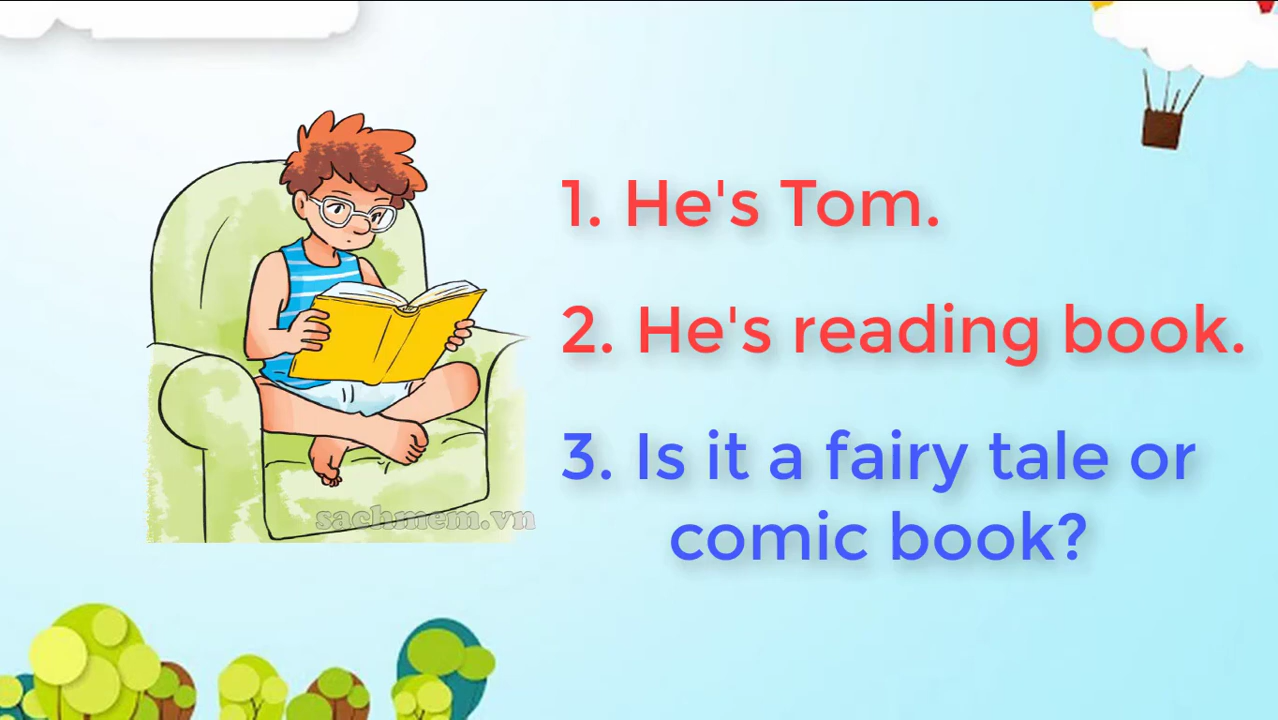 1. He's Tom.
2. He's reading book.
3. Is it a fairy tale or
comic book?
sachmem.vn